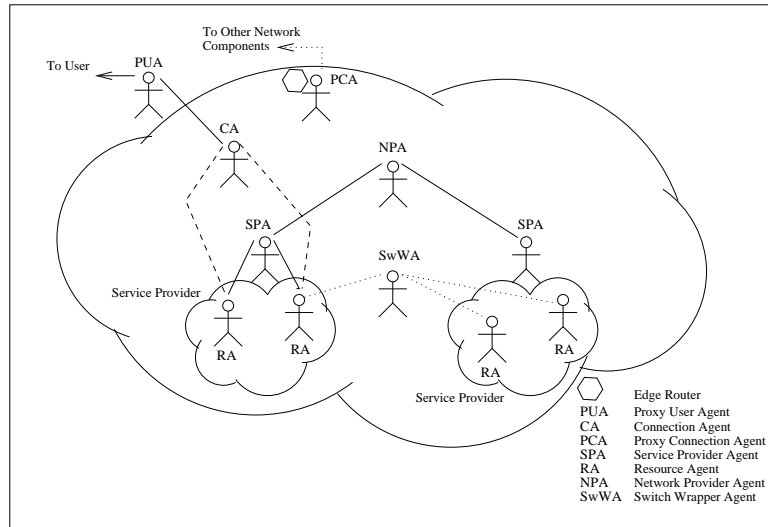 To Other Network
Components
To User
PUA
PCA
CA
NPA
SPA
SPA
SwWA
Service Provider
RA
RA
RA
RA
Service Provider
Edge Router
PUA Proxy User Agent
CA Connection Agent
PCA Proxy Connection Agent
SPA Service Provider Agent
RA Resource Agent
NPA Network Provider Agent
SwWA Switch Wrapper Agent